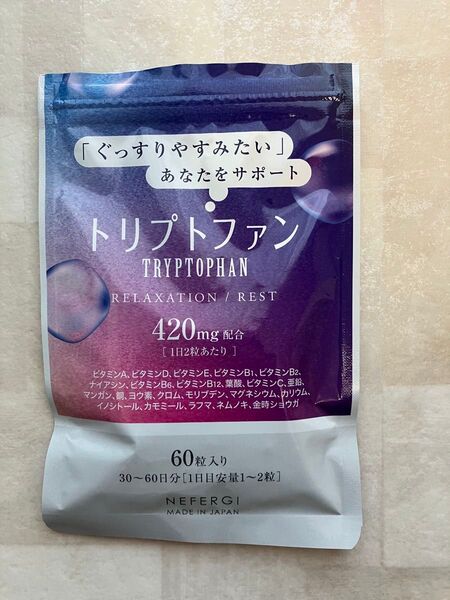 「ぐっすりやすみたい」
あなたをサポート
トリプトファン
TRYPTOPHAN
RELAXATION / REST
420mg 配合
[ 1日2粒あたり ]
ビタミンA、ビタミンD、ビタミンE、ビタミンB1、ビタミンB2、
ナイアシン、ビタミンB6、ビタミンB12、葉酸、ビタミンC、亜鉛、
マンガン、銅、ヨウ素、クロム、モリブデン、マグネシウム、カリウム、
イノシトール、カモミール、ラフマ、ネムノキ、金時ショウガ
60粒入り
30～60日分 [1日目安量1～2粒]
NEFERGI
MADE IN JAPAN